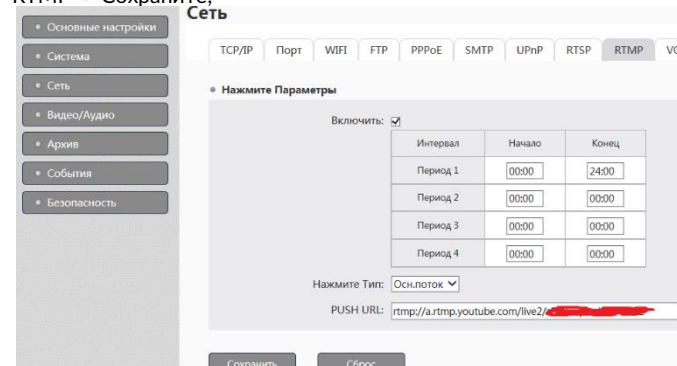 RTMP → Сохраните;
Сеть
Основные настройки
Система
Сеть
Видео/Аудио
Архив
События
Безопасность
TCP/IP Порт WIFI FTP PPPoE SMTP UPnP RTSP RTMP
Нажмите Параметры
Включить:
Интервал Начало Конец
Период 1 00:00 24:00
Период 2 00:00 00:00
Период 3 00:00 00:00
Период 4 00:00 00:00
Нажмите Тип: Осн.поток
PUSH URL: rtmp://a.rtmp.youtube.com/live2/
Сохранить Сброс